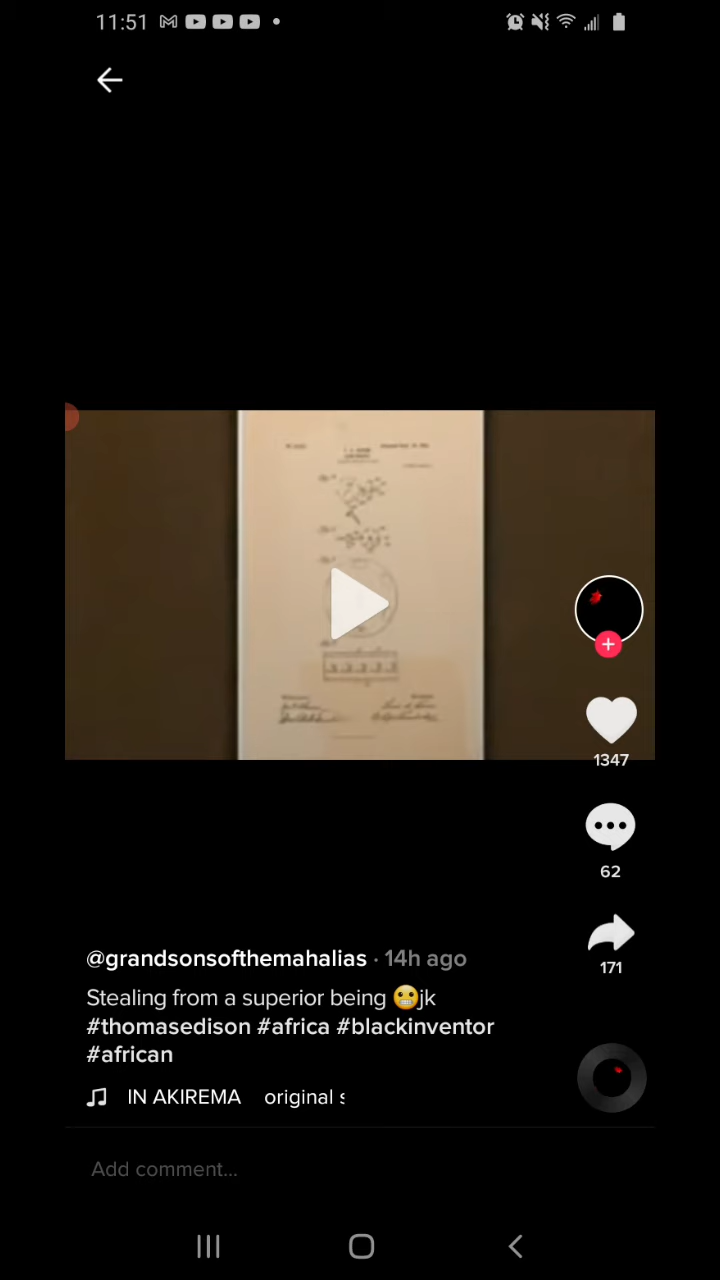 11:51
@grandsonsofthemahalias · 14h ago
Stealing from a superior being 😬jk
#thomasedison #africa #blackinventor
#african
IN AKIREMA original s
Add comment...
1347
62
171